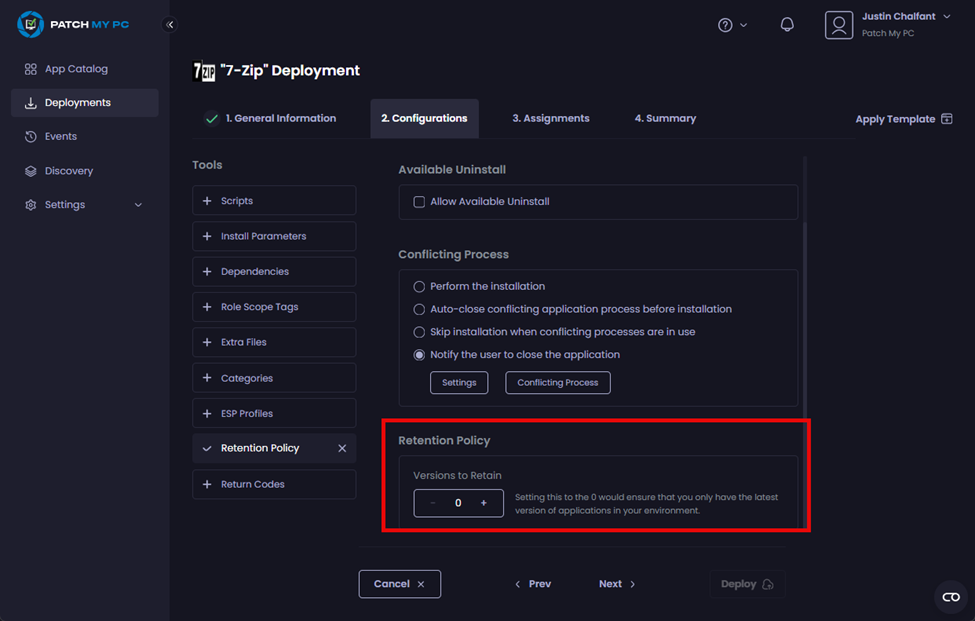 PATCH MY PC
Justin Chalfant
Patch My PC
App Catalog
Deployments
Events
Discovery
Settings
7ZIP "7-Zip" Deployment
1. General Information
2. Configurations
3. Assignments
4. Summary
Apply Template
Tools
Scripts
Install Parameters
Dependencies
Role Scope Tags
Extra Files
Categories
ESP Profiles
Retention Policy
Return Codes
Available Uninstall
Allow Available Uninstall
Conflicting Process
Perform the installation
Auto-close conflicting application process before installation
Skip installation when conflicting processes are in use
Notify the user to close the application
Settings
Conflicting Process
Retention Policy
Versions to Retain
- 0 +
Setting this to the 0 would ensure that you only have the latest
version of applications in your environment.
Cancel
Prev
Next
Deploy